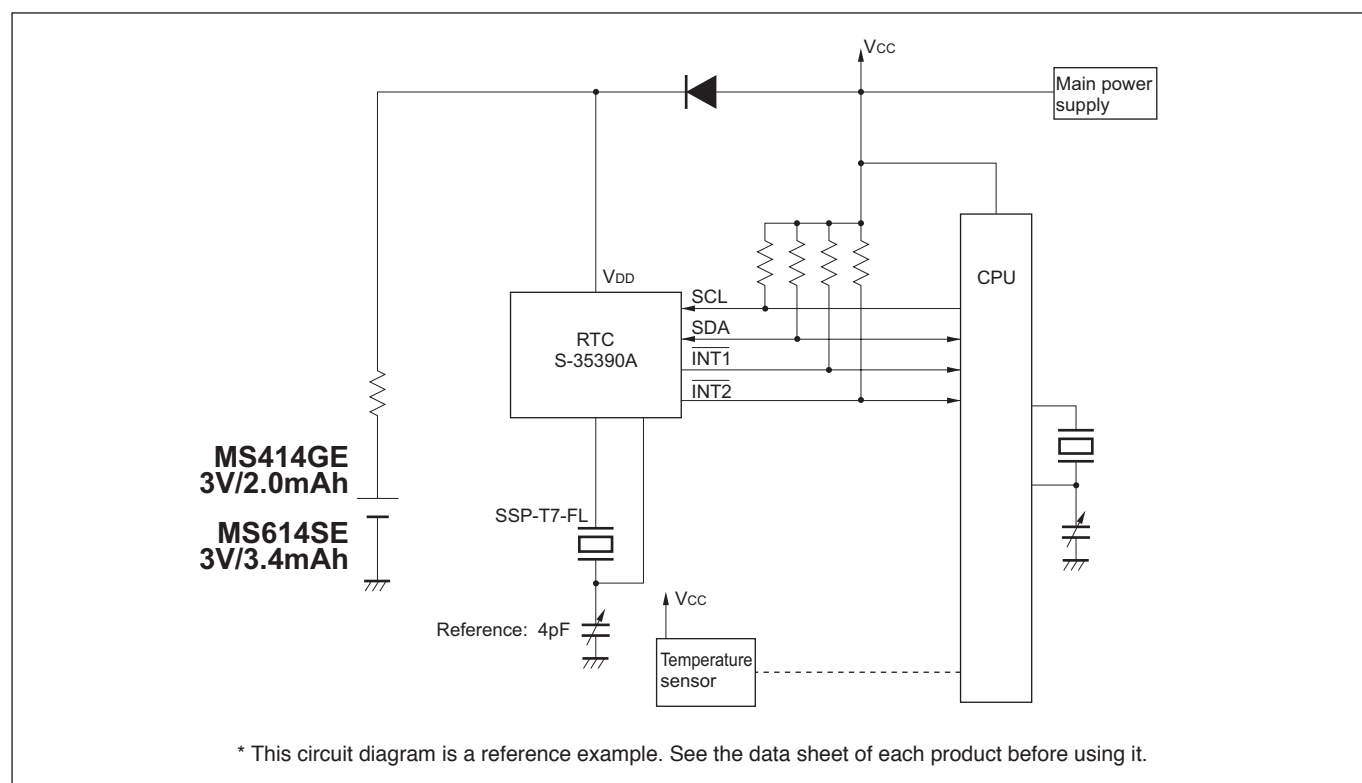 VCC
Main power
supply
VDD
CPU
SCL
SDA
INT1
INT2
RTC
S-35390A
MS414GE
3V/2.0mAh
MS614SE
3V/3.4mAh
SSP-T7-FL
Reference: 4pF
VCC
Temperature
sensor
* This circuit diagram is a reference example. See the data sheet of each product before using it.